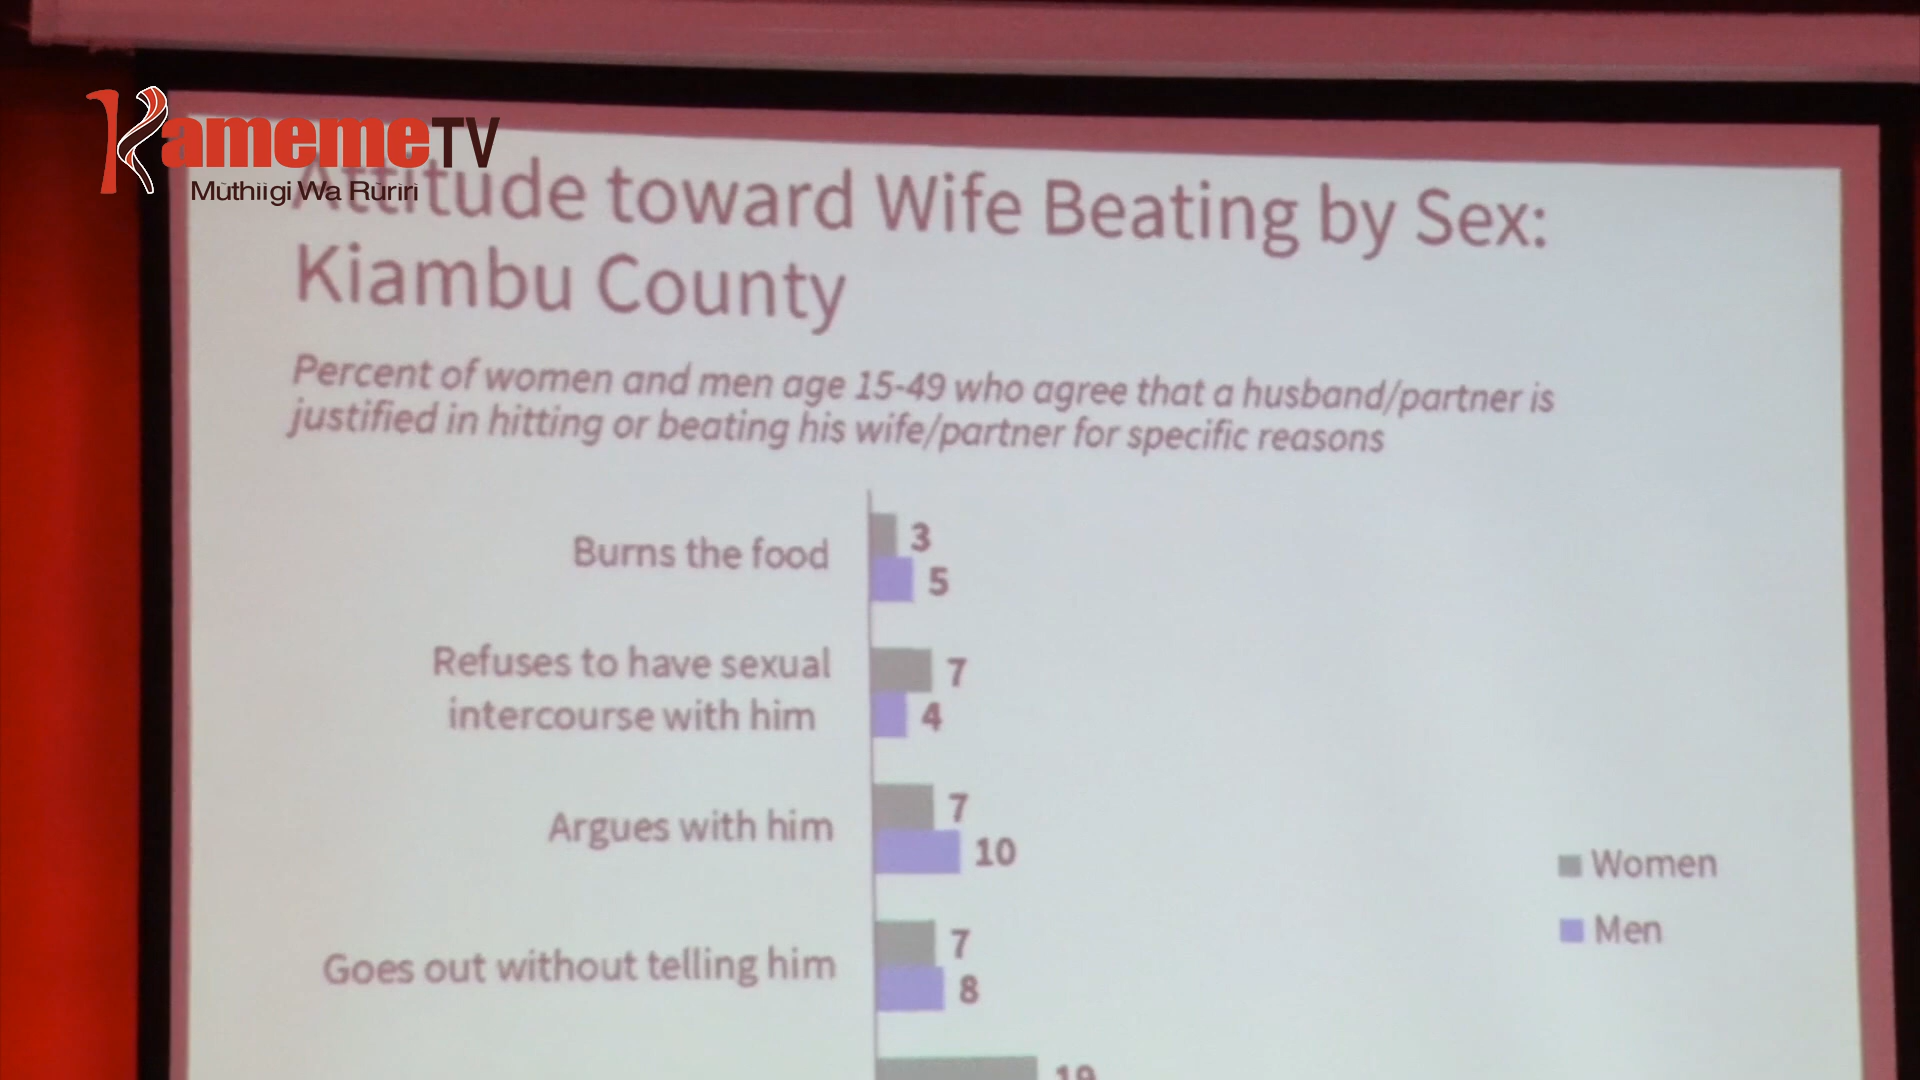 KamemeTV
Mũthiigi Wa Rũrĩrĩ
Attitude toward Wife Beating by Sex:
Kiambu County
Percent of women and men age 15-49 who agree that a husband/partner is
justified in hitting or beating his wife/partner for specific reasons
Burns the food
3
5
Refuses to have sexual
intercourse with him
7
4
Argues with him
7
10
Goes out without telling him
7
8
Women
Men